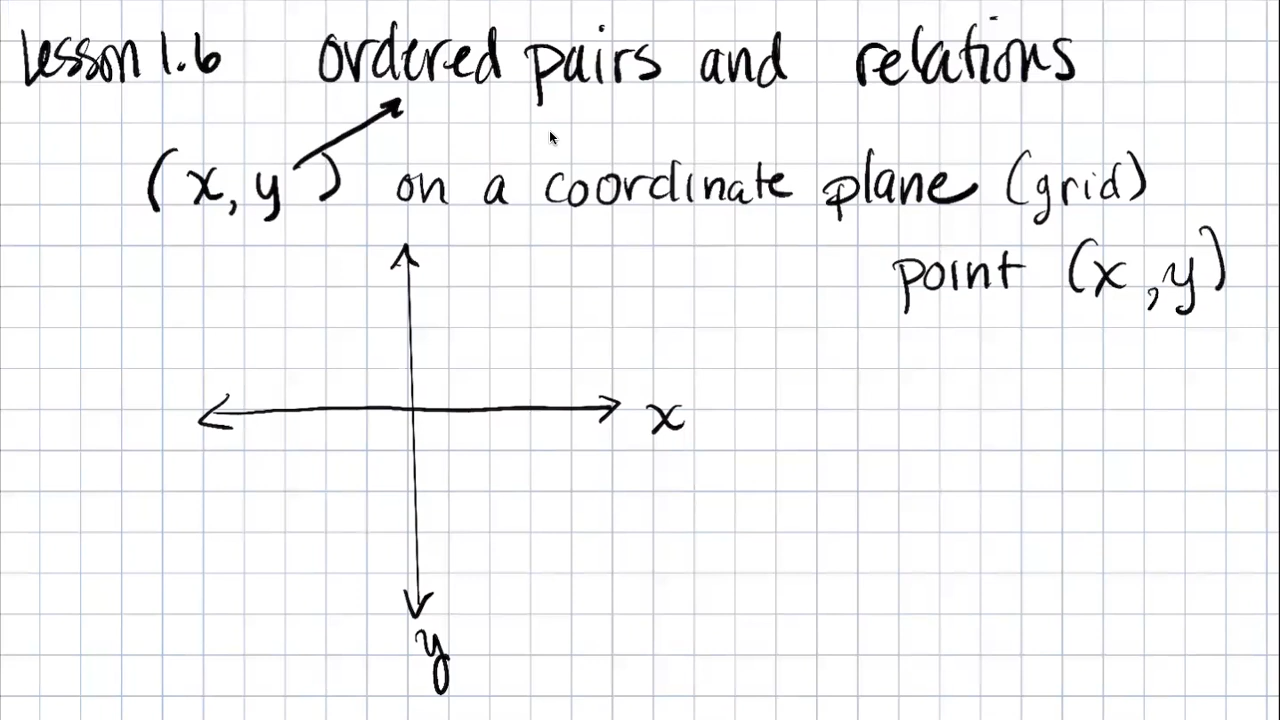 Lesson 1.6 ordered pairs and relations
(x, y) on a coordinate plane (grid)
point (x, y)
x
y